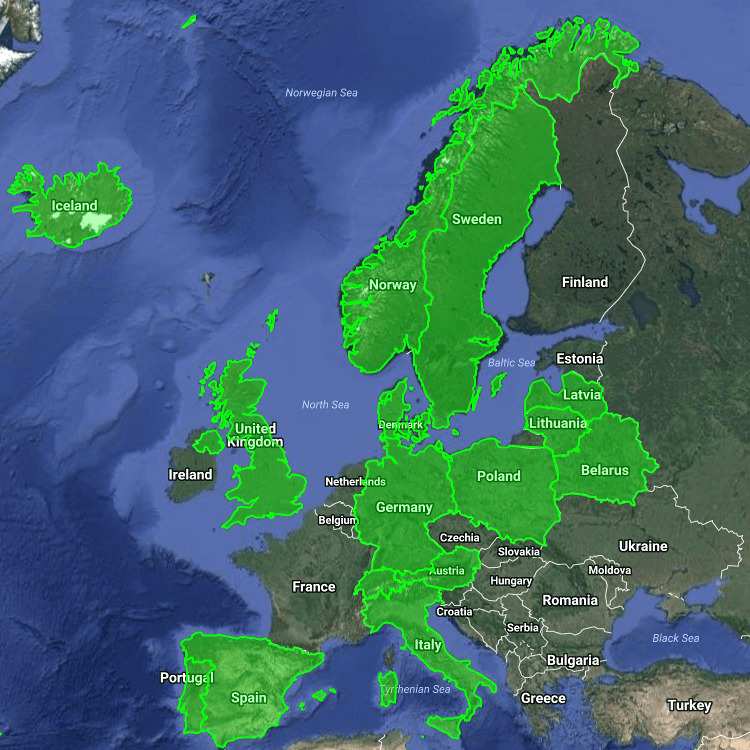 Norwegian Sea
Iceland
Sweden
Norway
Finland
Estonia
Baltic Sea
Latvia
North Sea
Denmark
Lithuania
United
Kingdom
Belarus
Ireland
Netherlands
Poland
Germany
Belgium
Czechia
Ukraine
Slovakia
Austria
Moldova
France
Hungary
Romania
Croatia
Serbia
Black Sea
Italy
Bulgaria
Portugal
Tyrrhenian Sea
Spain
Greece
Turkey